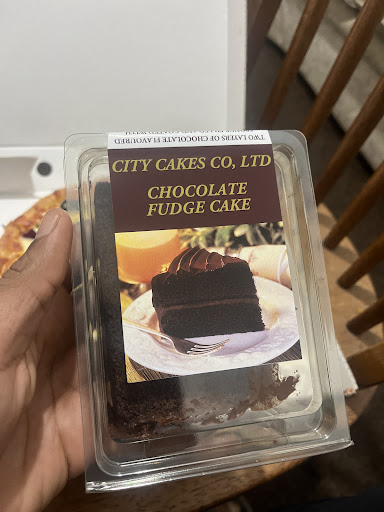 TWO LAYERS OF CHOCOLATE FLAVOURED
CITY CAKES CO, LTD
CHOCOLATE
FUDGE CAKE